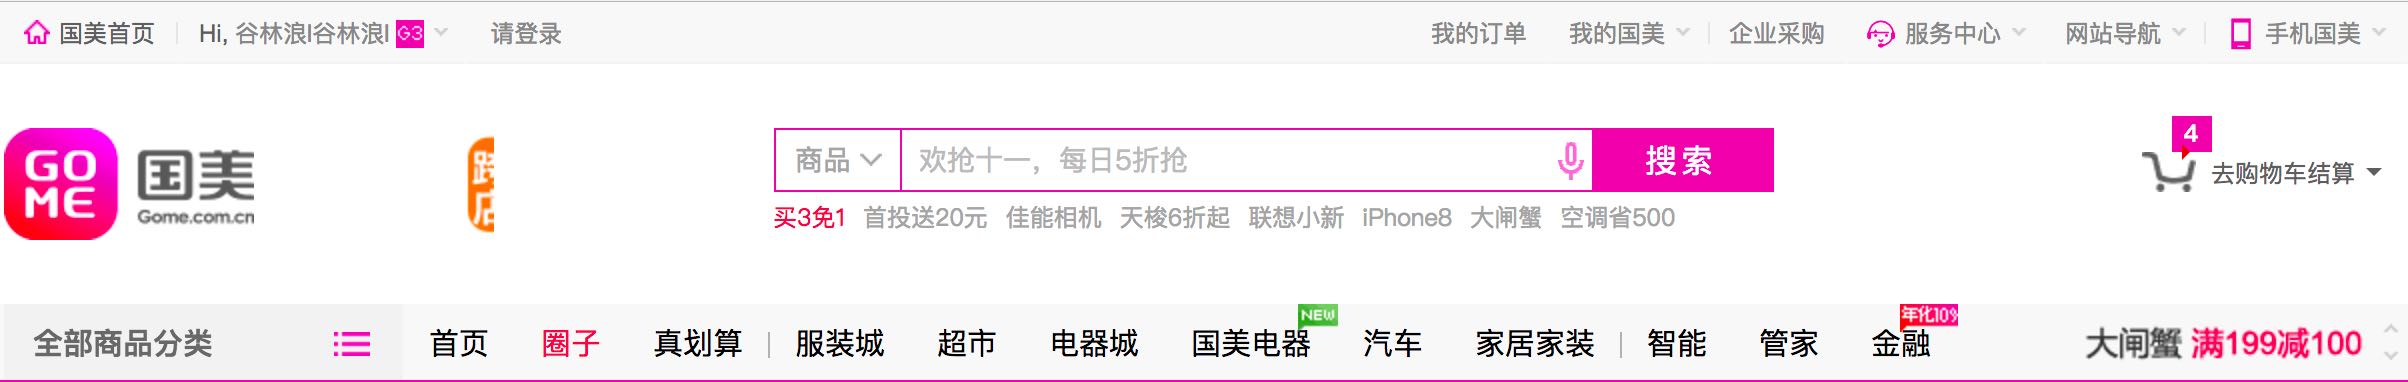 国美首页 Hi, 谷林浪l谷林浪l G3 请登录 我的订单 我的国美 企业采购 服务中心 网站导航 手机国美
GOME 国美 Gome.com.cn
跨店
商品 欢抢十一，每日5折抢 搜索
4
去购物车结算
买3免1 首投送20元 佳能相机 天梭6折起 联想小新 iPhone8 大闸蟹 空调省500
全部商品分类 首页 圈子 真划算 服装城 超市 电器城 国美电器 NEW 汽车 家居家装 智能 管家 金融 年化10% 大闸蟹 满199减100